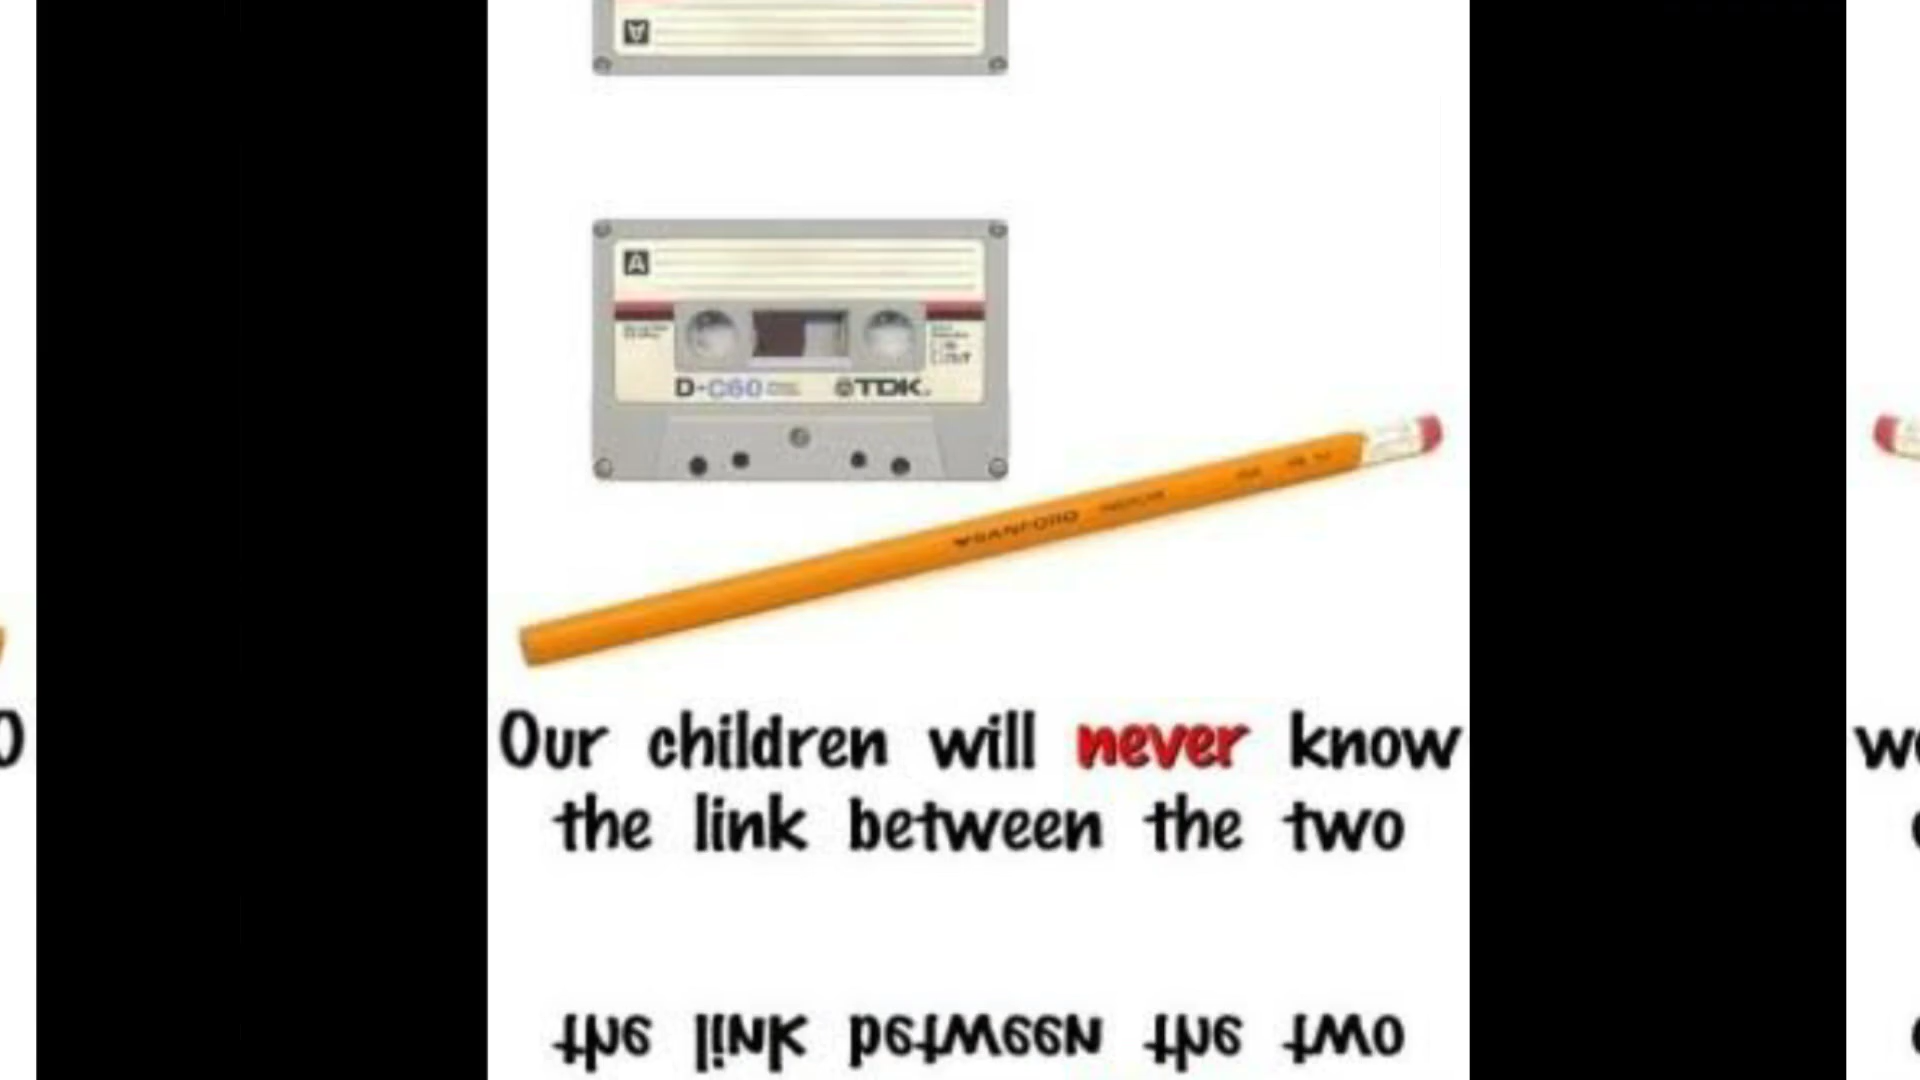 A
A
D-C60
TDK
SANFORD
Our children will never know
the link between the two
the link between the two